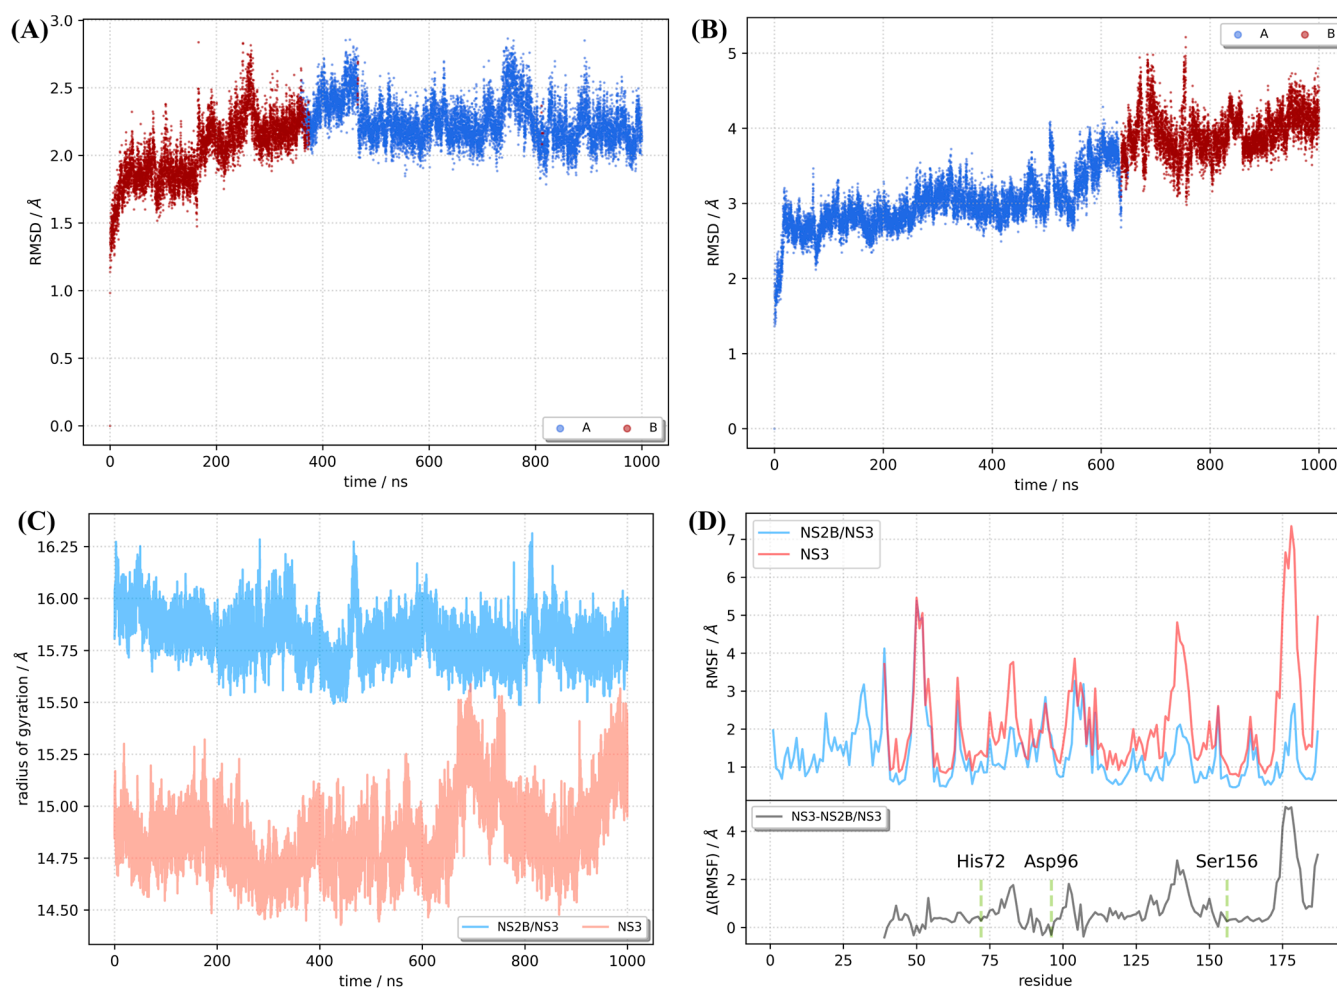 (A)
3.0
2.5
2.0
1.5
1.0
0.5
0.0
RMSD / Å
0 200 400 600 800 1000
time / ns
A B
(B)
5
4
3
2
1
0
RMSD / Å
0 200 400 600 800 1000
time / ns
A B
(C)
16.25
16.00
15.75
15.50
15.25
15.00
14.75
14.50
radius of gyration / Å
0 200 400 600 800 1000
time / ns
NS2B/NS3 NS3
(D)
NS2B/NS3
NS3
7
6
5
4
3
2
1
RMSF / Å
NS3-NS2B/NS3
4
2
0
Δ(RMSF) / Å
His72 Asp96 Ser156
0 25 50 75 100 125 150 175
residue